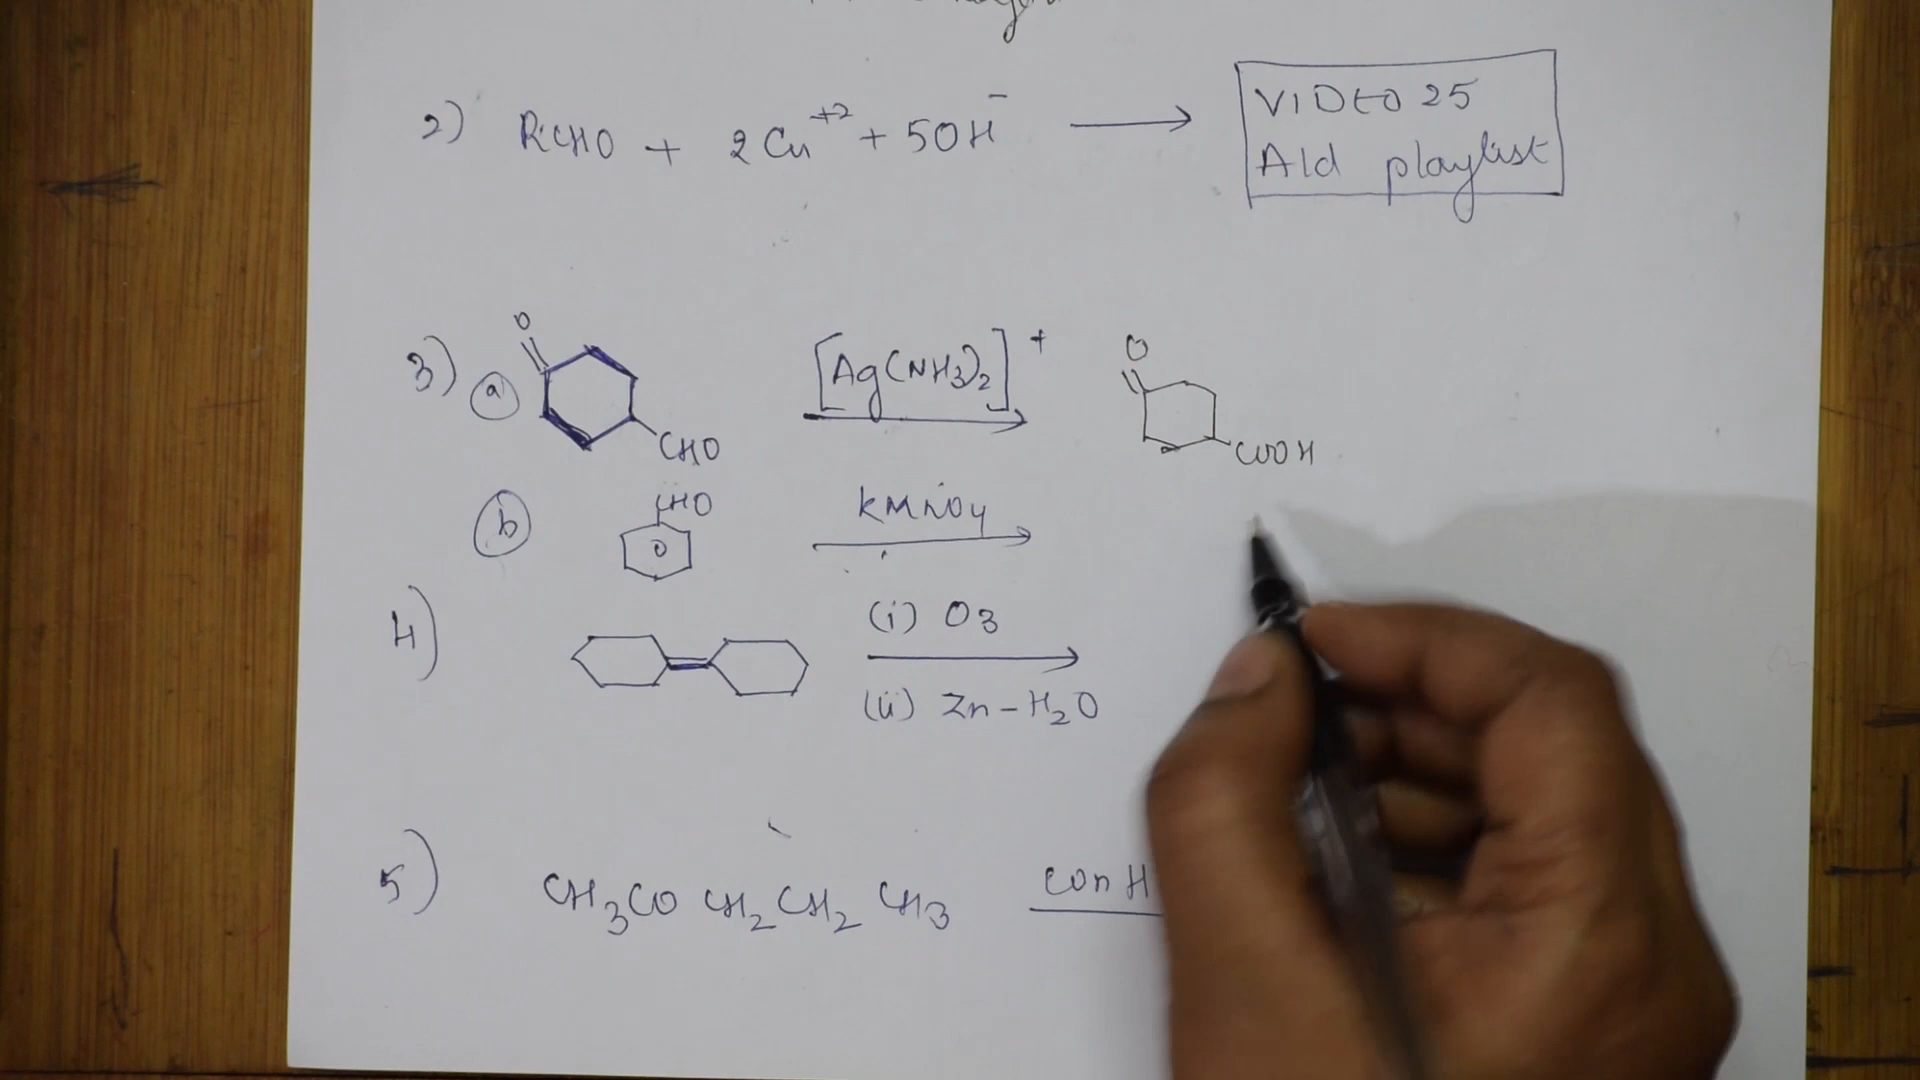 2) RCHO + 2Cu⁺² + 5OH⁻ → VIDEO 25
Ald playlist
3) (a) O CHO [Ag(NH3)2]⁺ O COOH
(b) CHO KMnO4
4) (i) O3
(ii) Zn-H2O
5) CH3CO CH2CH2 CH3 con H